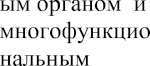 ым органом и
многофункцио
нальным